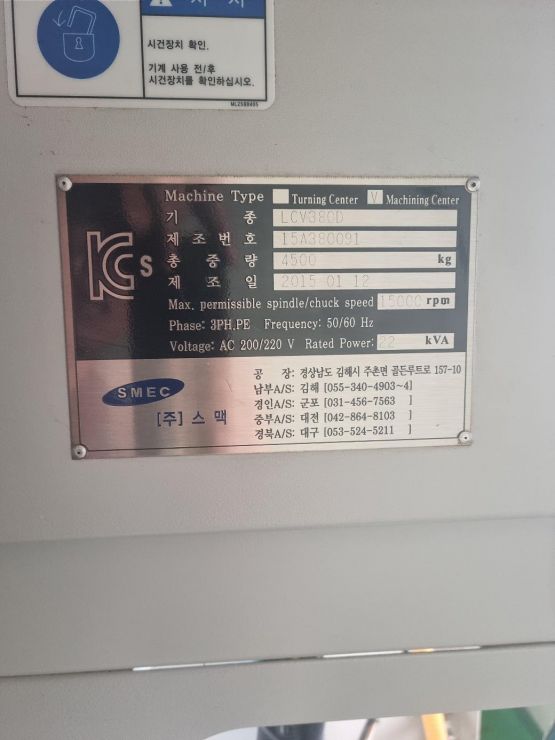 지시
시건장치 확인.
기계 사용 전/후
시건장치를 확인하십시오.
ML25B0405
Machine Type Turning Center V Machining Center
기 종 LCV380D
제 조 번 호 15A380091
총 중 량 4500 kg
제 조 일 2015 01 12
Max. permissible spindle/chuck speed 15000 rpm
Phase: 3PH.PE Frequency: 50/60 Hz
Voltage: AC 200/220 V Rated Power: 22 kVA
KCs
SMEC
[주] 스 맥
공 장: 경상남도 김해시 주촌면 골든루트로 157-10
남부A/S: 김해 [055-340-4903~4]
경인A/S: 군포 [031-456-7563 ]
중부A/S: 대전 [042-864-8103 ]
경북A/S: 대구 [053-524-5211 ]